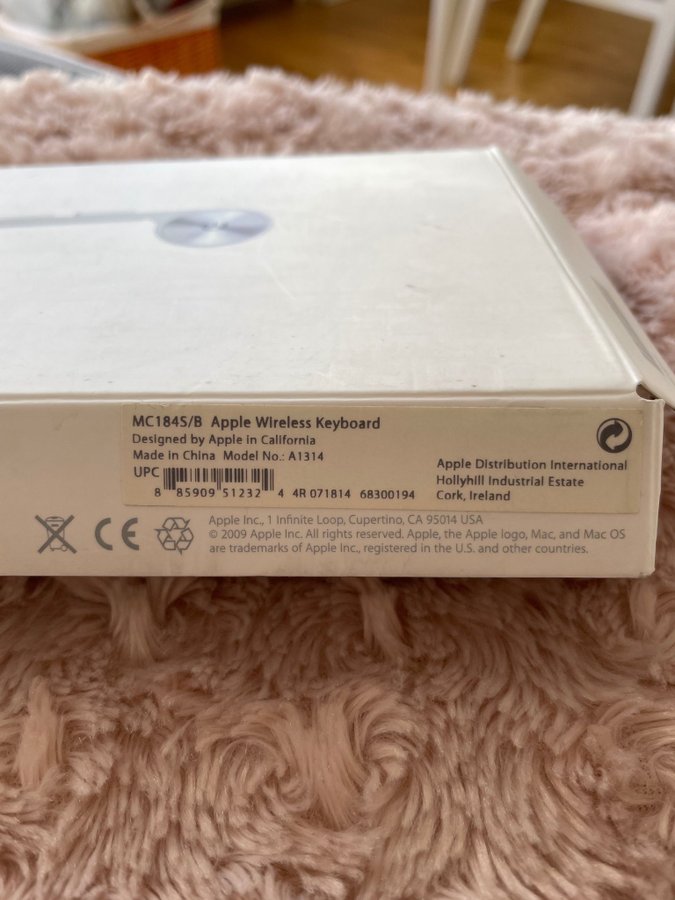 MC184S/B Apple Wireless Keyboard
Designed by Apple in California
Made in China Model No.: A1314
UPC
8 85909 51232 4 4R 071814 68300194
Apple Distribution International
Hollyhill Industrial Estate
Cork, Ireland
CE
Apple Inc., 1 Infinite Loop, Cupertino, CA 95014 USA
© 2009 Apple Inc. All rights reserved. Apple, the Apple logo, Mac, and Mac OS
are trademarks of Apple Inc., registered in the U.S. and other countries.